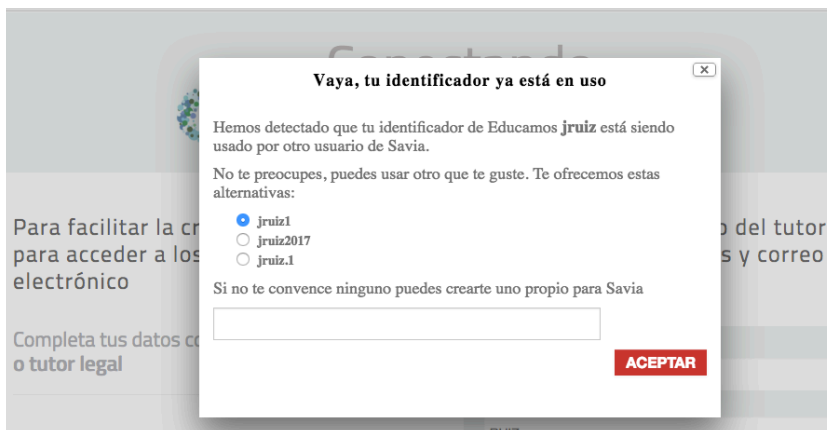 Vaya, tu identificador ya está en uso
x
Hemos detectado que tu identificador de Educamos jruiz está siendo
usado por otro usuario de Savia.
No te preocupes, puedes usar otro que te guste. Te ofrecemos estas
alternativas:
jruiz1
jruiz2017
jruiz.1
Si no te convence ninguno puedes crearte uno propio para Savia
ACEPTAR
Conectando
Para facilitar la cr
del tutor
para acceder a los
s y correo
electrónico
Completa tus datos co
o tutor legal